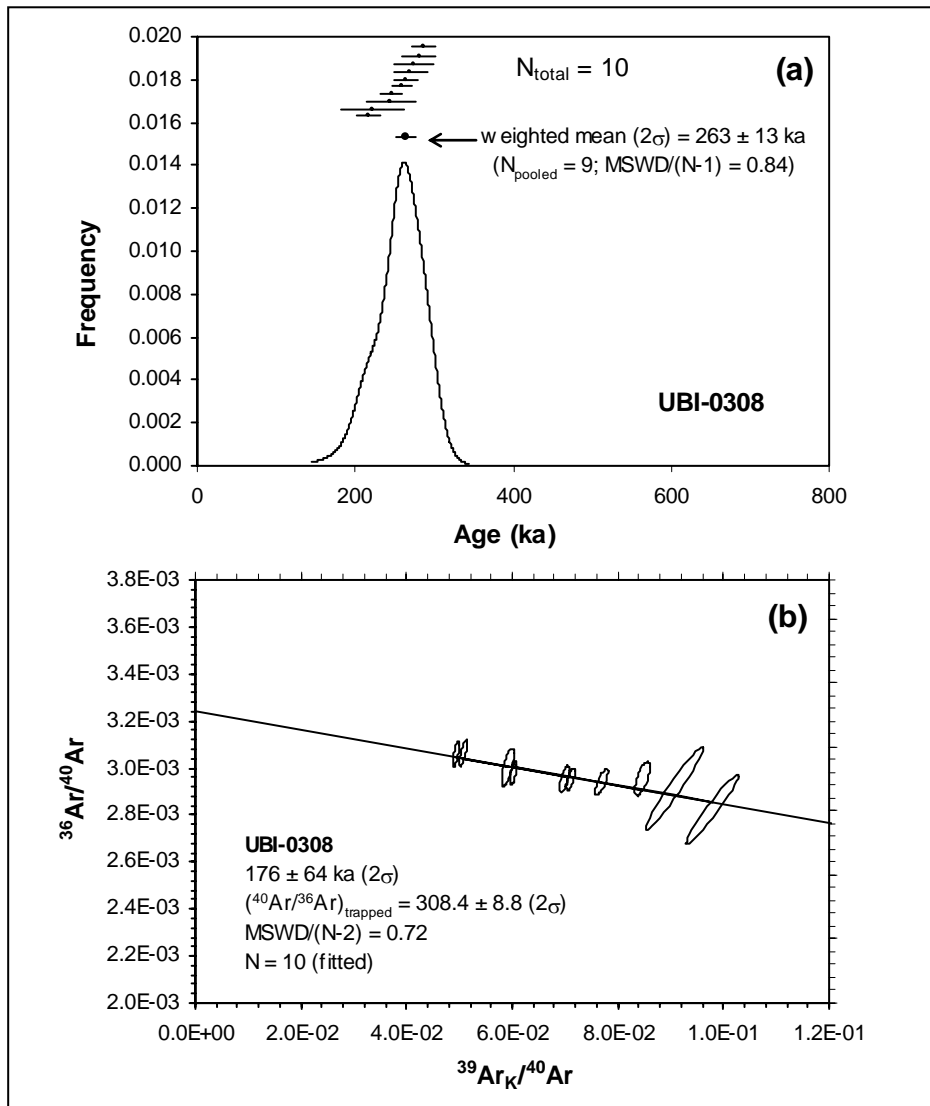 0.020
0.018
0.016
0.014
0.012
0.010
0.008
0.006
0.004
0.002
0.000
Frequency
N_total = 10
(a)
weighted mean (2σ) = 263 ± 13 ka
(N_pooled = 9; MSWD/(N-1) = 0.84)
UBI-0308
0 200 400 600 800
Age (ka)
3.8E-03
3.6E-03
3.4E-03
3.2E-03
3.0E-03
2.8E-03
2.6E-03
2.4E-03
2.2E-03
2.0E-03
³⁶Ar/⁴⁰Ar
(b)
UBI-0308
176 ± 64 ka (2σ)
(⁴⁰Ar/³⁶Ar)_trapped = 308.4 ± 8.8 (2σ)
MSWD/(N-2) = 0.72
N = 10 (fitted)
0.0E+00 2.0E-02 4.0E-02 6.0E-02 8.0E-02 1.0E-01 1.2E-01
³⁹Ar_K/⁴⁰Ar